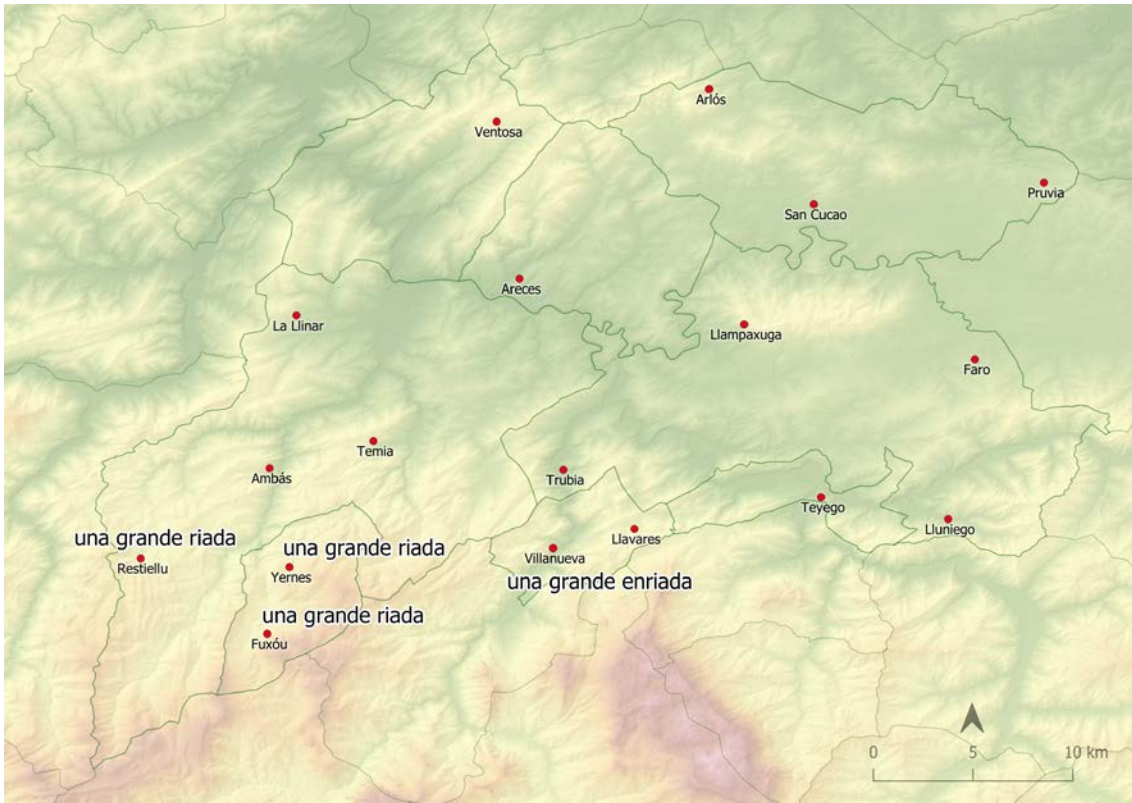 Arlós
Ventosa
Pruvia
San Cucao
Areces
La Llinar
Llampaxuga
Faro
Temia
Ambás
Trubia
Teyego
Lluniego
Llavares
una grande riada
Restiellu
una grande riada
Yernes
Villanueva
una grande enriada
una grande riada
Fuxóu
0 5 10 km